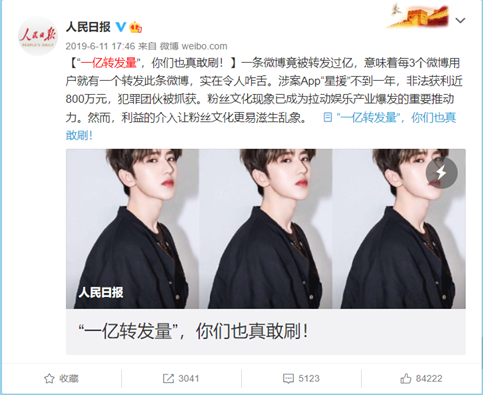 人民日报
人民日报
2019-6-11 17:46 来自 微博 weibo.com
【“一亿转发量”，你们也真敢刷！】一条微博竟被转发过亿，意味着每3个微博用
户就有一个转发此条微博，实在令人咋舌。涉案App“星援”不到一年，非法获利近
800万元，犯罪团伙被抓获。粉丝文化现象已成为拉动娱乐产业爆发的重要推动
力。然而，利益的介入让粉丝文化更易滋生乱象。 “一亿转发量”，你们也真
敢刷！
人民日报
“一亿转发量”，你们也真敢刷！
收藏 3041 5123 84222